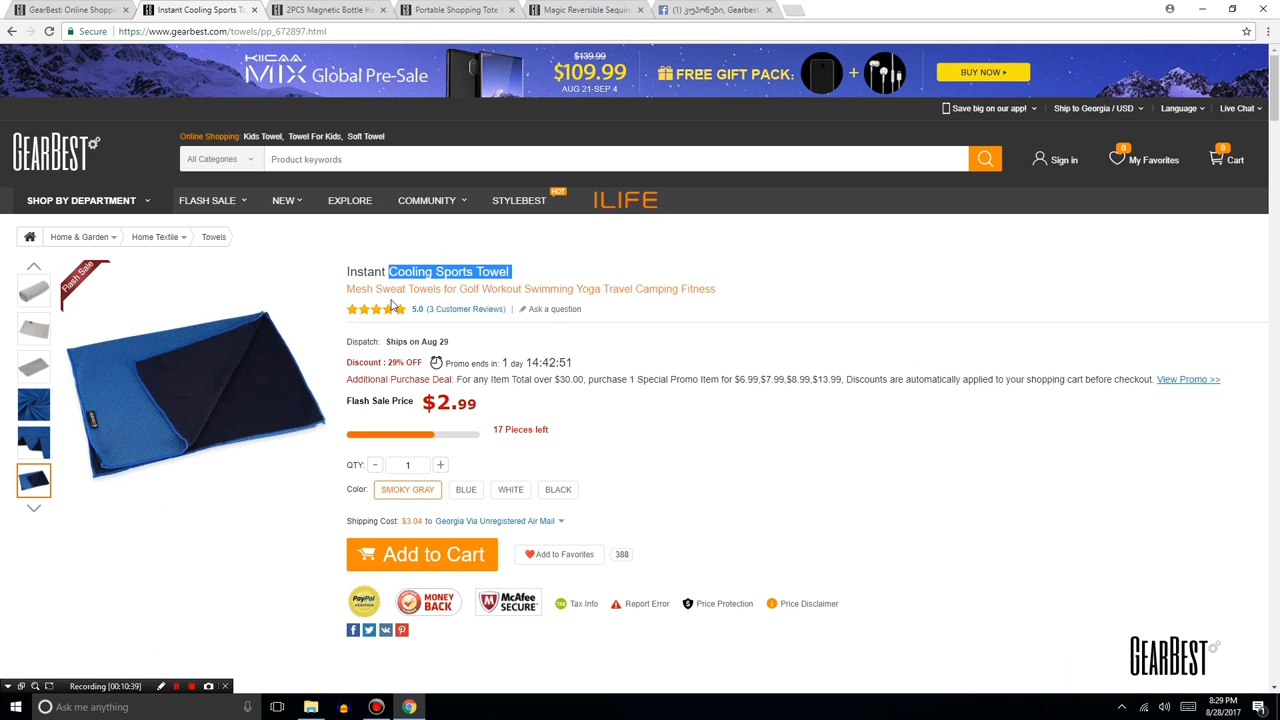 GearBest: Online Shoppi
Instant Cooling Sports To
2PCS Magnetic Bottle Ha
Portable Shopping Tote B
Magic Reversible Sequin
(1) კუპონები, Gearbest
Secure
https://www.gearbest.com/towels/pp_672897.html
KIICAA MIX Global Pre-Sale
$139.99
$109.99
AUG 21-SEP 4
FREE GIFT PACK:
+
BUY NOW
Save big on our app!
Ship to Georgia / USD
Language
Live Chat
GEARBEST
Online Shopping: Kids Towel, Towel For Kids, Soft Towel
All Categories
Product keywords
Sign in
0
My Favorites
0
Cart
SHOP BY DEPARTMENT
FLASH SALE
NEW
EXPLORE
COMMUNITY
STYLEBEST
HOT
ILIFE
Home & Garden
Home Textile
Towels
Flash Sale
Instant Cooling Sports Towel
Mesh Sweat Towels for Golf Workout Swimming Yoga Travel Camping Fitness
5.0 (3 Customer Reviews) | Ask a question
Dispatch: Ships on Aug 29
Discount : 29% OFF Promo ends in: 1 day 14:42:51
Additional Purchase Deal: For any Item Total over $30.00, purchase 1 Special Promo Item for $6.99,$7.99,$8.99,$13.99, Discounts are automatically applied to your shopping cart before checkout. View Promo >>
Flash Sale Price $2.99
17 Pieces left
QTY: - 1 +
Color: SMOKY GRAY BLUE WHITE BLACK
Shipping Cost: $3.04 to Georgia Via Unregistered Air Mail
Add to Cart
Add to Favorites
388
PayPal VERIFIED
MONEY BACK
McAfee SECURE
Tax Info
Report Error
Price Protection
Price Disclaimer
GEARBEST
Recording [00:10:39]
Ask me anything
8:29 PM
8/28/2017
1